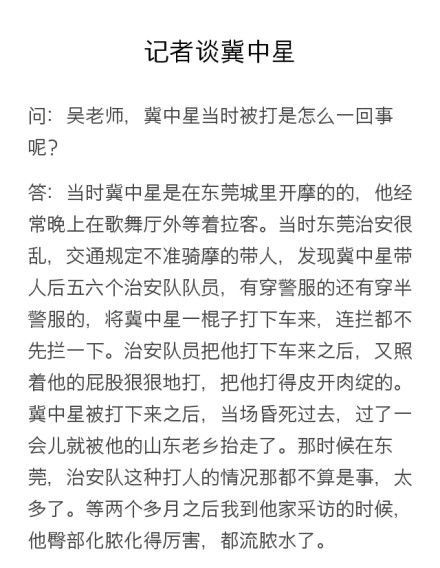 记者谈冀中星
问：吴老师，冀中星当时被打是怎么一回事
呢？
答：当时冀中星是在东莞城里开摩的的，他经
常晚上在歌舞厅外等着拉客。当时东莞治安很
乱，交通规定不准骑摩的带人，发现冀中星带
人后五六个治安队队员，有穿警服的还有穿半
警服的，将冀中星一棍子打下车来，连拦都不
先拦一下。治安队员把他打下车来之后，又照
着他的屁股狠狠地打，把他打得皮开肉绽的。
冀中星被打下来之后，当场昏死过去，过了一
会儿就被他的山东老乡抬走了。那时候在东
莞，治安队这种打人的情况那都不算是事，太
多了。等两个多月之后我到他家采访的时候，
他臀部化脓化得厉害，都流脓水了。